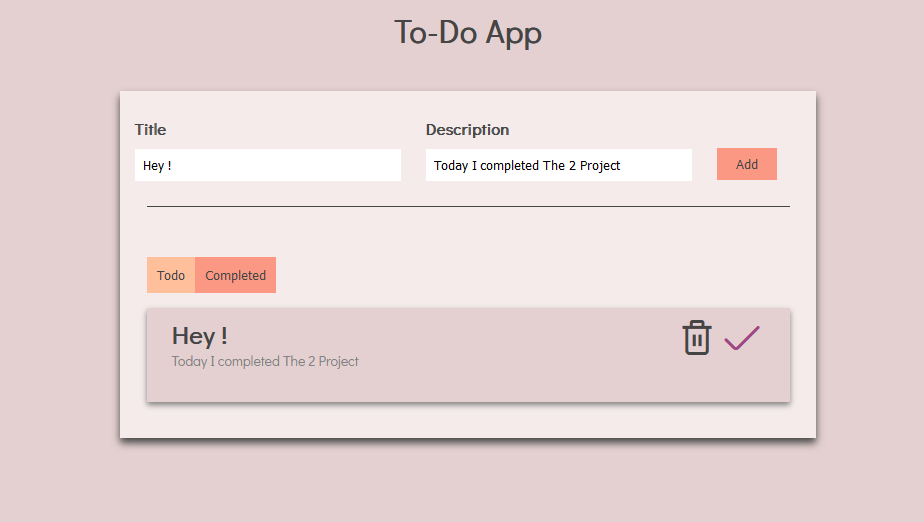 To-Do App
Title
Description
Hey !
Today I completed The 2 Project
Add
Todo
Completed
Hey !
Today I completed The 2 Project